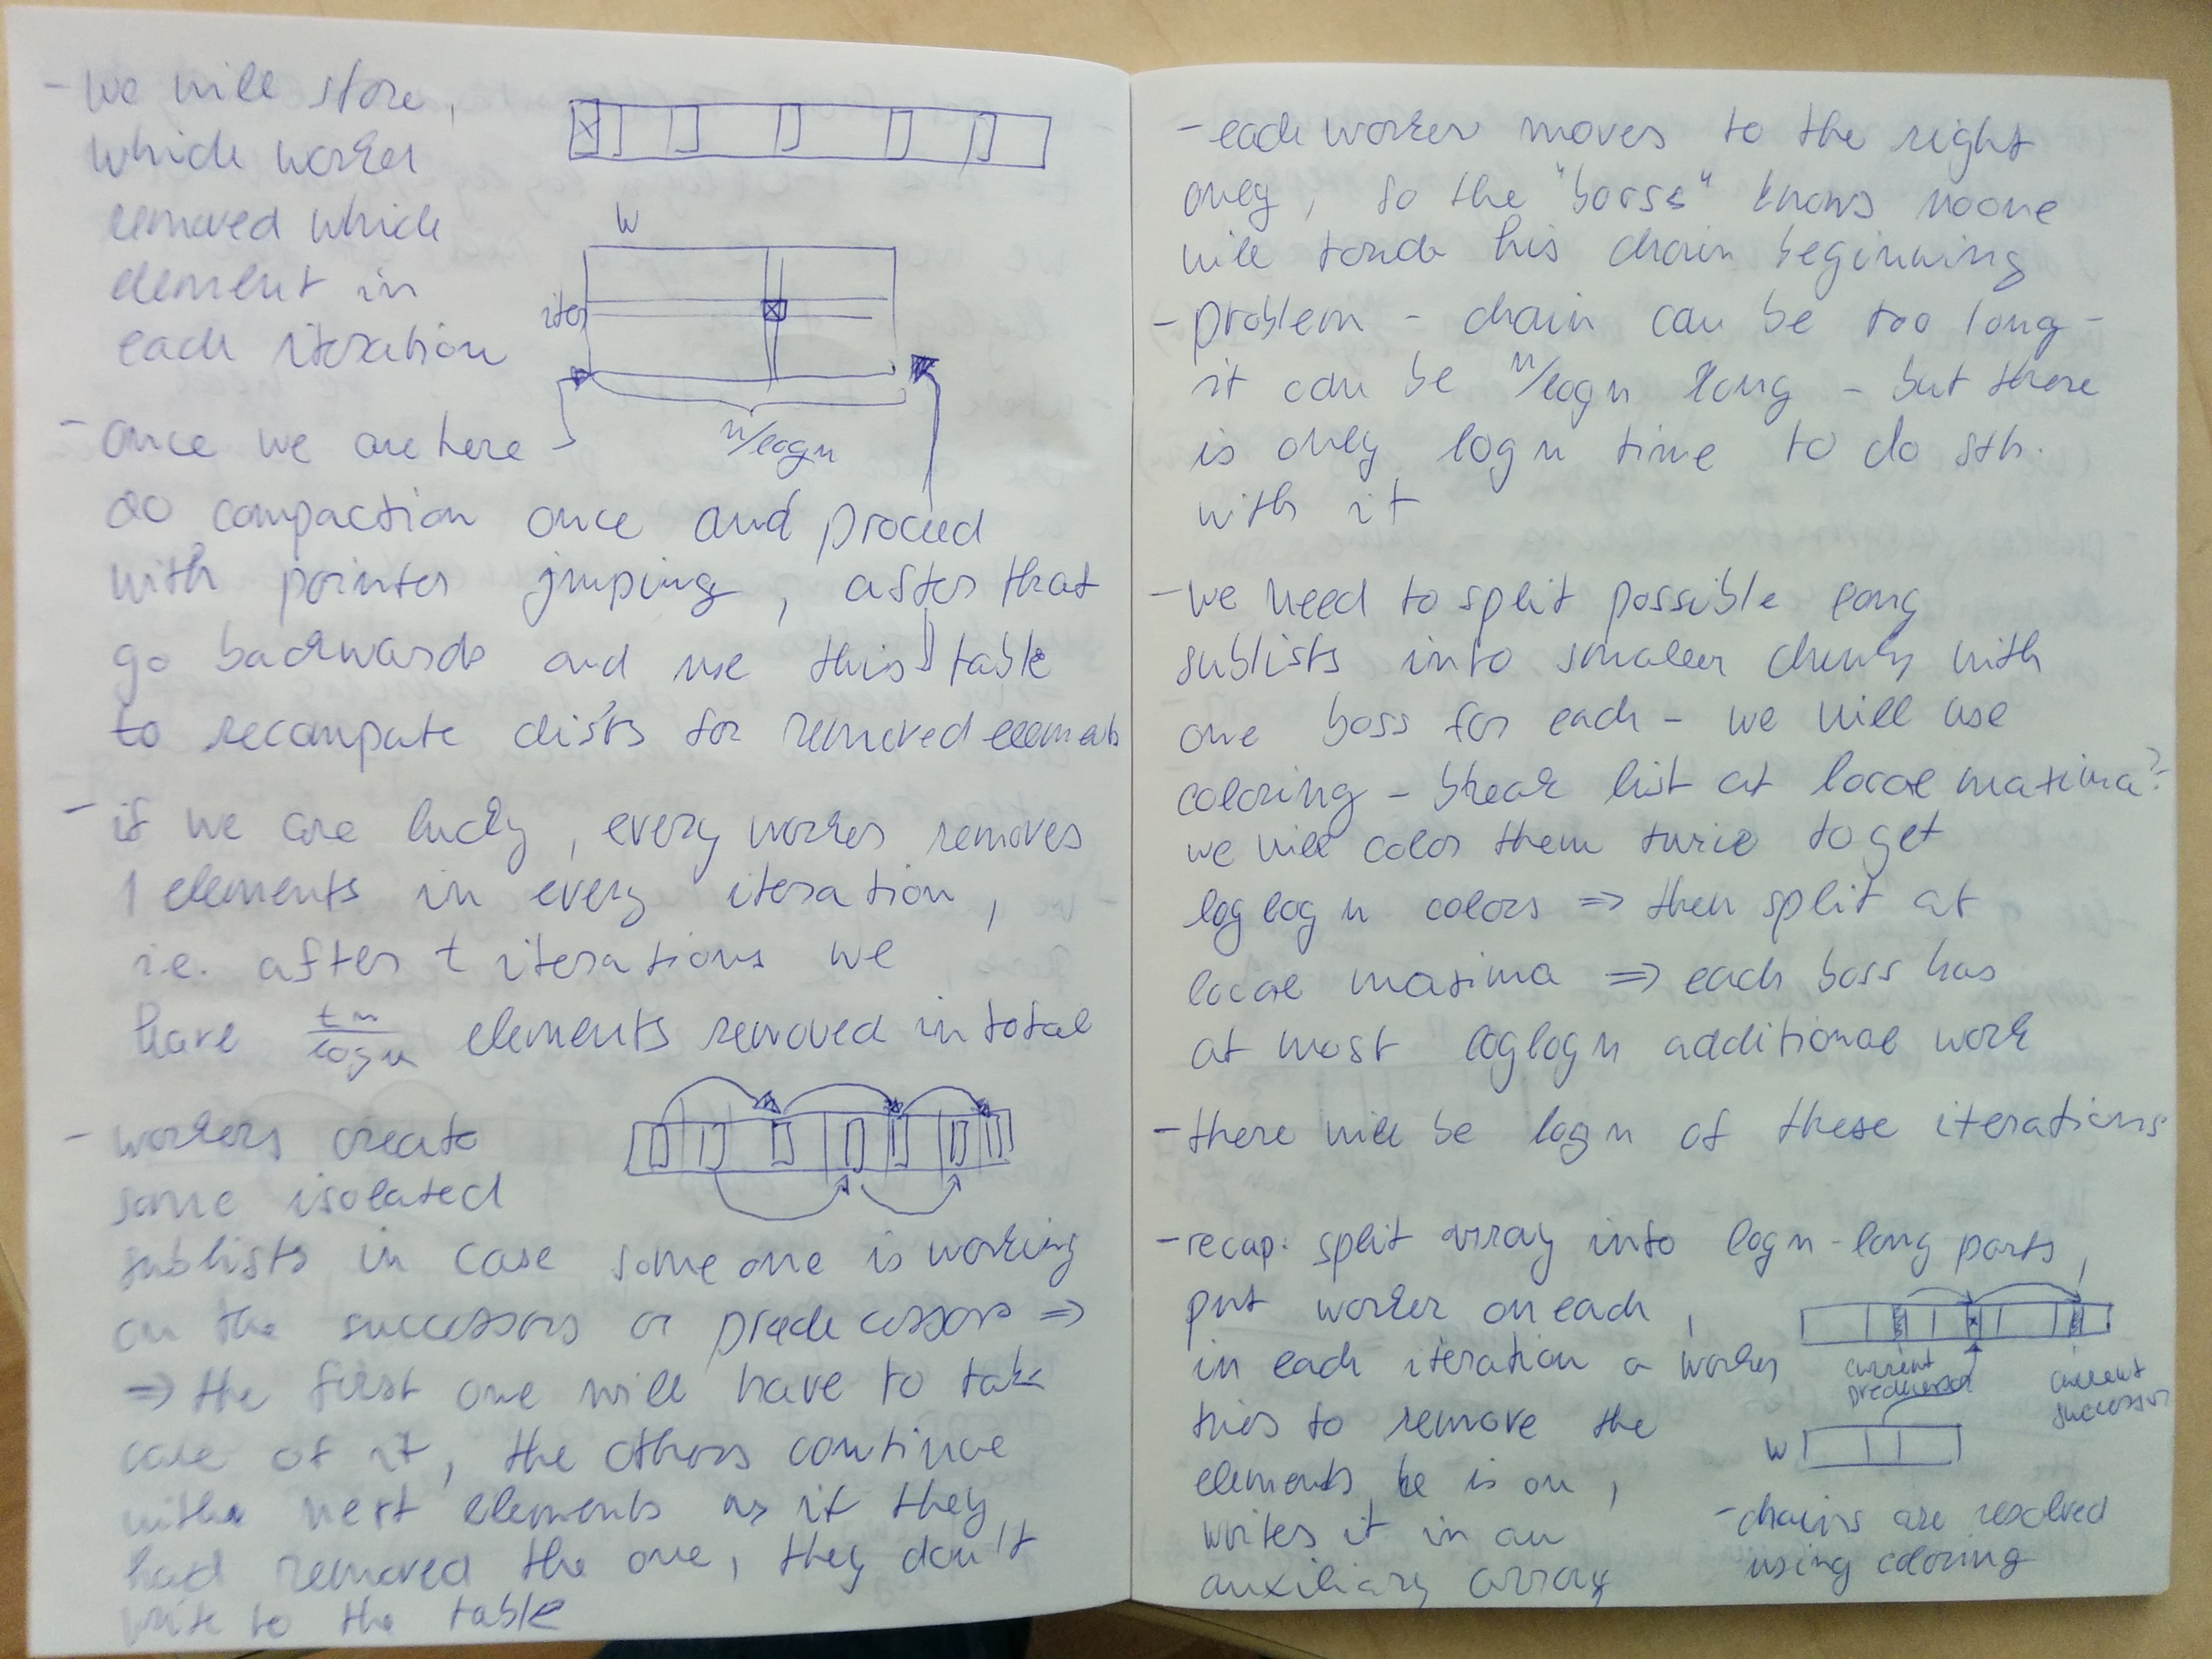 - we will store,
which worker
removed which
element in
each iteration
W
iter
n/logn
- once we are here
do compaction once and proceed
with pointer jmping, after that
go backwards and use this table
to recompute dists for removed elements
- if we are lucky, every worker removes
1 elements in every iteration,
i.e. after t iterations we
have tn/logn elements removed in total
- workers create
some isolated
sublists in case someone is working
on the successors or predecessors ⇒
⇒ the first one will have to take
care of it, the others continue
with next elements as if they
had removed the one, they don't
write to the table
- each worker moves to the right
only, so the "boss" knows noone
will touch his chain beginning
- problem - chain can be too long -
it can be n/logn long - but there
is only log n time to do sth.
with it
- we need to split possible long
sublists into smaller chunks with
one boss for each - we will use
coloring - break list at local maxima?-
we will color them twice to get
loglog n colors ⇒ then split at
local maxima ⇒ each boss has
at most loglog n additional work
- there will be log n of these iterations
- recap: split array into log n - long parts,
put worker on each,
in each iteration a worker
tries to remove the
elements he is on,
writes it in an
auxiliary array
current
predecessor
current
successor
W
- chains are resolved
using coloring